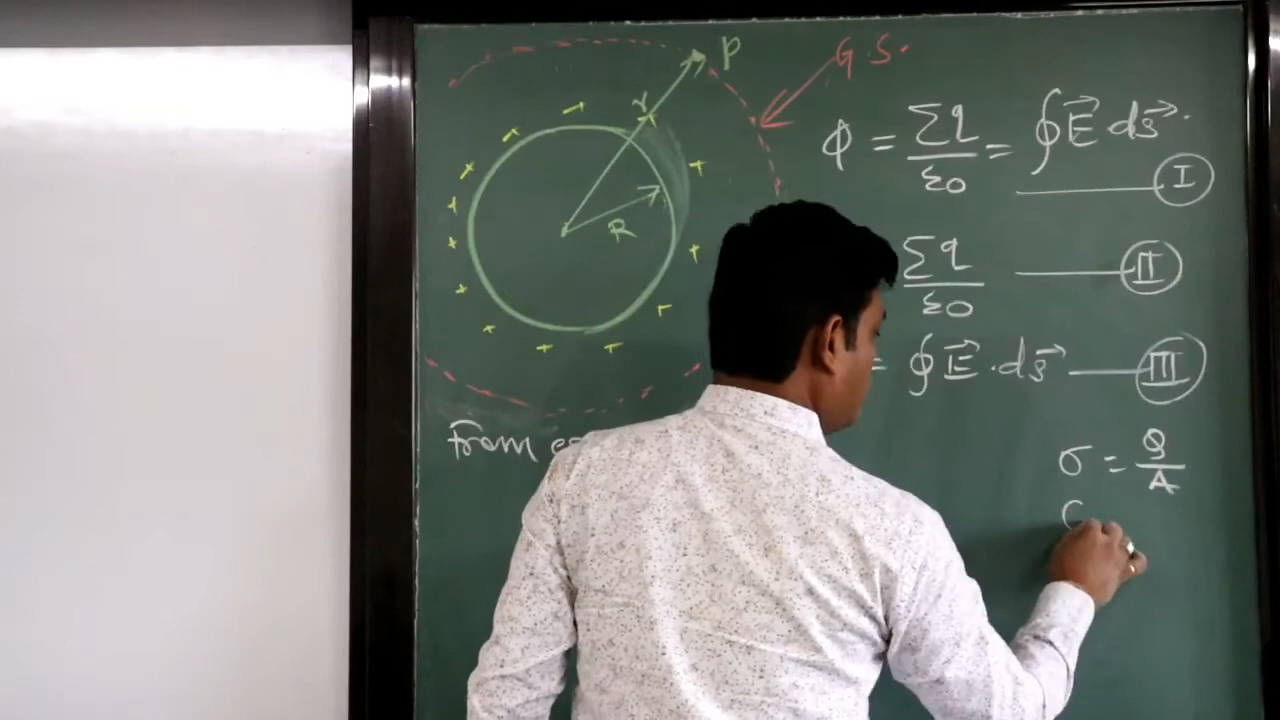 P
G.S.
r
R
+ + + + + + + + + + + + + +
ϕ = Σq/ε0 = ∮E⃗ ds⃗. ——— I
Σq/ε0 ——— II
= ∮E⃗ . ds⃗ ——— III
From
σ = Q/A